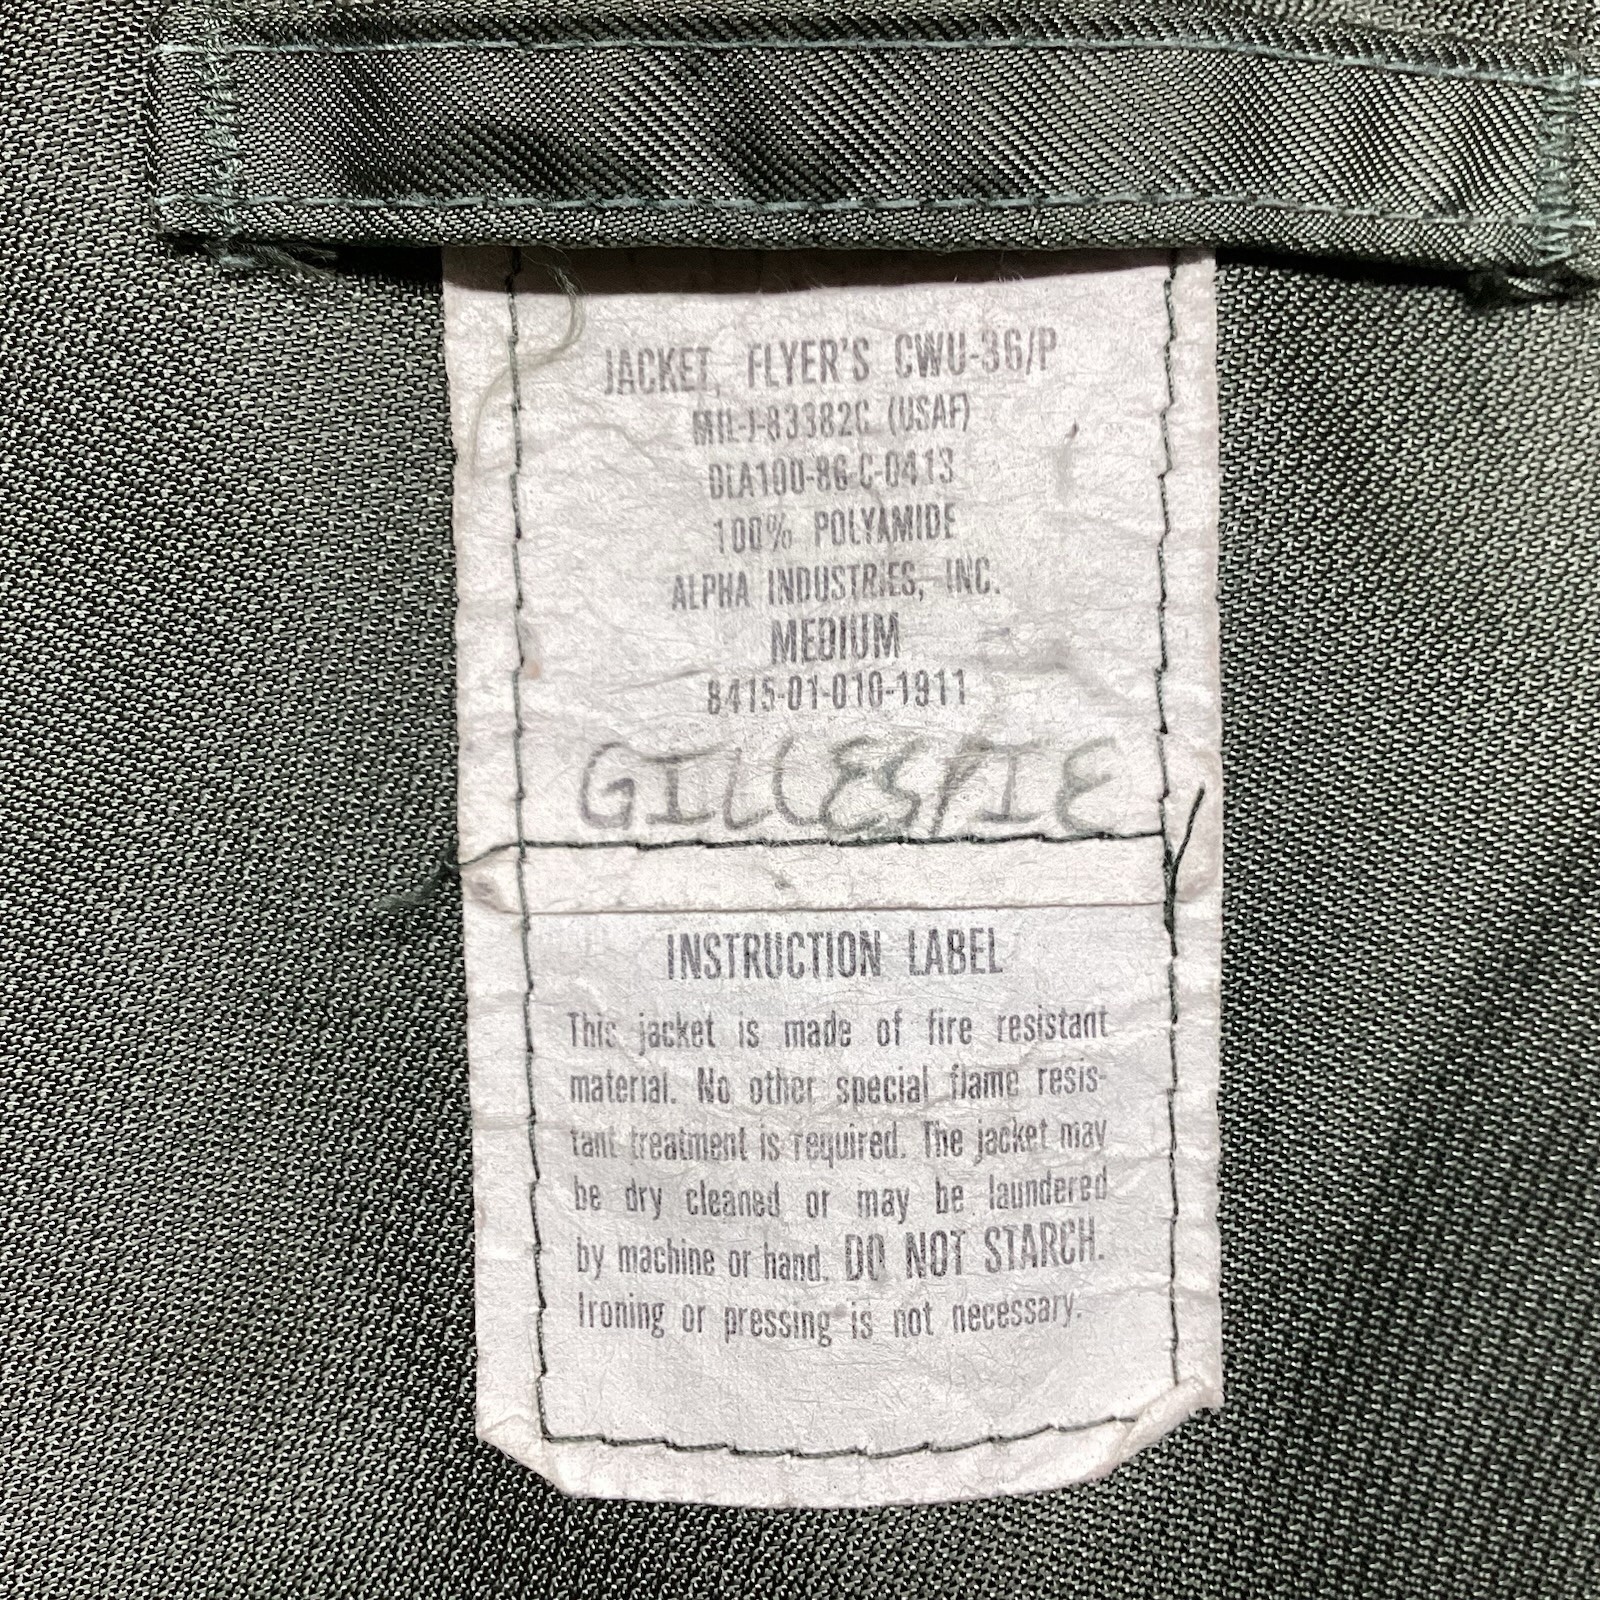 JACKET, FLYER'S CWU-36/P
MIL-J-83382C (USAF)
DLA100-86-C-0413
100% POLYAMIDE
ALPHA INDUSTRIES, INC.
MEDIUM
8415-01-010-1911
GILLESPIE
INSTRUCTION LABEL
This jacket is made of fire resistant
material. No other special flame resis-
tant treatment is required. The jacket may
be dry cleaned or may be laundered
by machine or hand. DO NOT STARCH.
Ironing or pressing is not necessary.